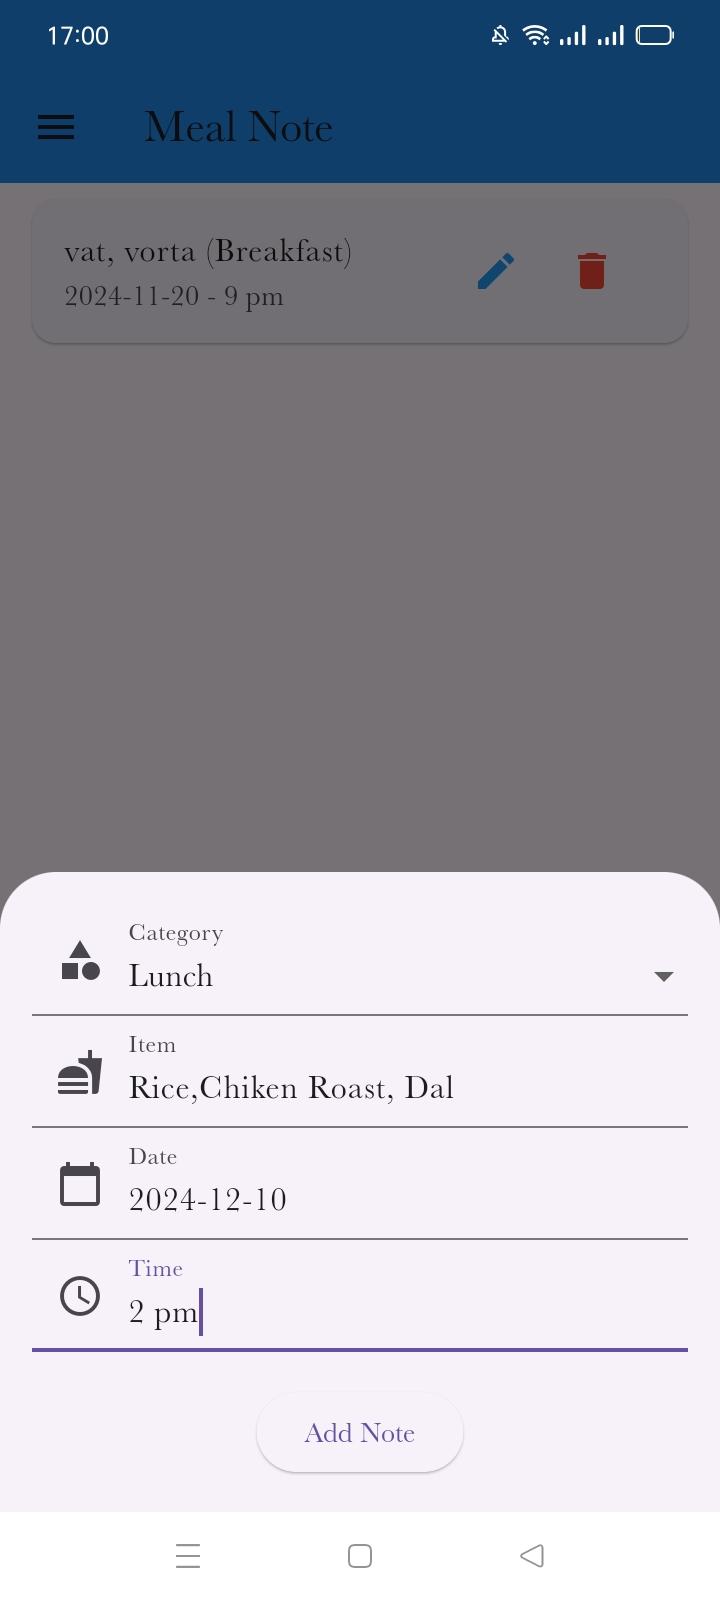 17:00
Meal Note
vat, vorta (Breakfast)
2024-11-20 - 9 pm
Category
Lunch
Item
Rice,Chiken Roast, Dal
Date
2024-12-10
Time
2 pm
Add Note